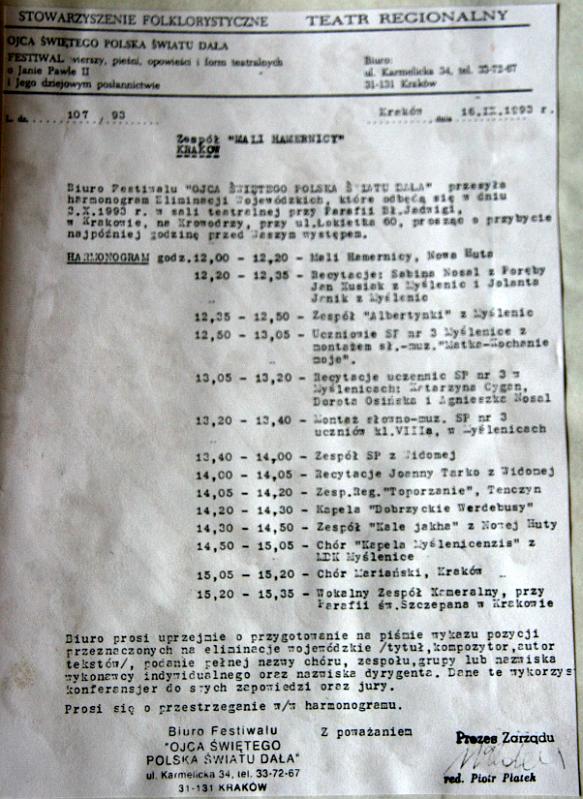 STOWARZYSZENIE FOLKLORYSTYCZNE TEATR REGIONALNY
OJCA ŚWIĘTEGO POLSKA ŚWIATU DAŁA
FESTIWAL wierszy, pieśni, opowieści i form teatralnych
o Janie Pawle II
i Jego dziejowym posłannictwie
Biuro:
ul. Karmelicka 34, tel. 33-72-67
31-131 Kraków
L. dz. 107 / 93 Kraków dnia 16.IX.1993 r.
Zespół "MALI HAMERNICY"
KRAKÓW
Biuro Festiwalu "OJCA ŚWIĘTEGO POLSKA ŚWIATU DAŁA" przesyła
harmonogram Eliminacji Wojewódzkich, które odbędą się w dniu
3.X.1993 r. w sali teatralnej przy Parafii Bł.Jadwigi,
w Krakowie, na Krowodrzy, przy ul.Łokietka 60, prosząc o przybycie
najpóźniej godzinę przed Waszym występem.
HARMONOGRAM godz.12,00 - 12,20 - Mali Hamernicy, Nowa Huta
12,20 - 12,35 - Recytacje: Sabina Nosal z Poręby
Jan Kusiak z Myślenic i Jolanta
z Myślenic
12,35 - 12,50 - Zespół "Albertynki" z Myślenic
12,50 - 13,05 - Uczniowie SP nr 3 Myślenice z
montażem sł.-muz."Matka-Kochanie
moje".
13,05 - 13,20 - Recytacje uczennic SP nr 3 w
Myślenicach: Katarzyna Cygan,
Dorota Osińska i Agnieszka Nosal
13,20 - 13,40 - Montaż słowno-muz. SP nr 3
uczniów kl.VIIIa, w Myślenicach
13,40 - 14,00 - Zespół SP z Widomej
14,00 - 14,05 - Recytacje Joanny Tarko z Widomej
14,05 - 14,20 - Zesp.Reg."Toporzanie", Tenczyn
14,20 - 14,30 - Kapela "Dobrzyckie Werdebusy"
14,30 - 14,50 - Zespół "Kale jakha" z Nowej Huty
14,50 - 15,05 - Chór "Kapela Myślenicenzis" z
MDK Myślenice
15,05 - 15,20 - Chór Mariański, Kraków
15,20 - 15,35 - Wokalny Zespół Kameralny, przy
Parafii św.Szczepana w Krakowie
Biuro prosi uprzejmie o przygotowanie na piśmie wykazu pozycji
przeznaczonych na eliminacje wojewódzkie /tytuł,kompozytor,autor
tekstów/, podanie pełnej nazwy chóru, zespołu,grupy lub nazwiska
wykonawcy indywidualnego oraz nazwiska dyrygenta. Dane te wykorzys
konferansjer do swych zapowiedzi oraz jury.
Prosi się o przestrzeganie w/w harmonogramu.
Z poważaniem
Biuro Festiwalu
"OJCA ŚWIĘTEGO
POLSKA ŚWIATU DAŁA"
ul. Karmelicka 34, tel. 33-72-67
31-131 KRAKÓW
Prezes Zarządu
red. Piotr Płatek